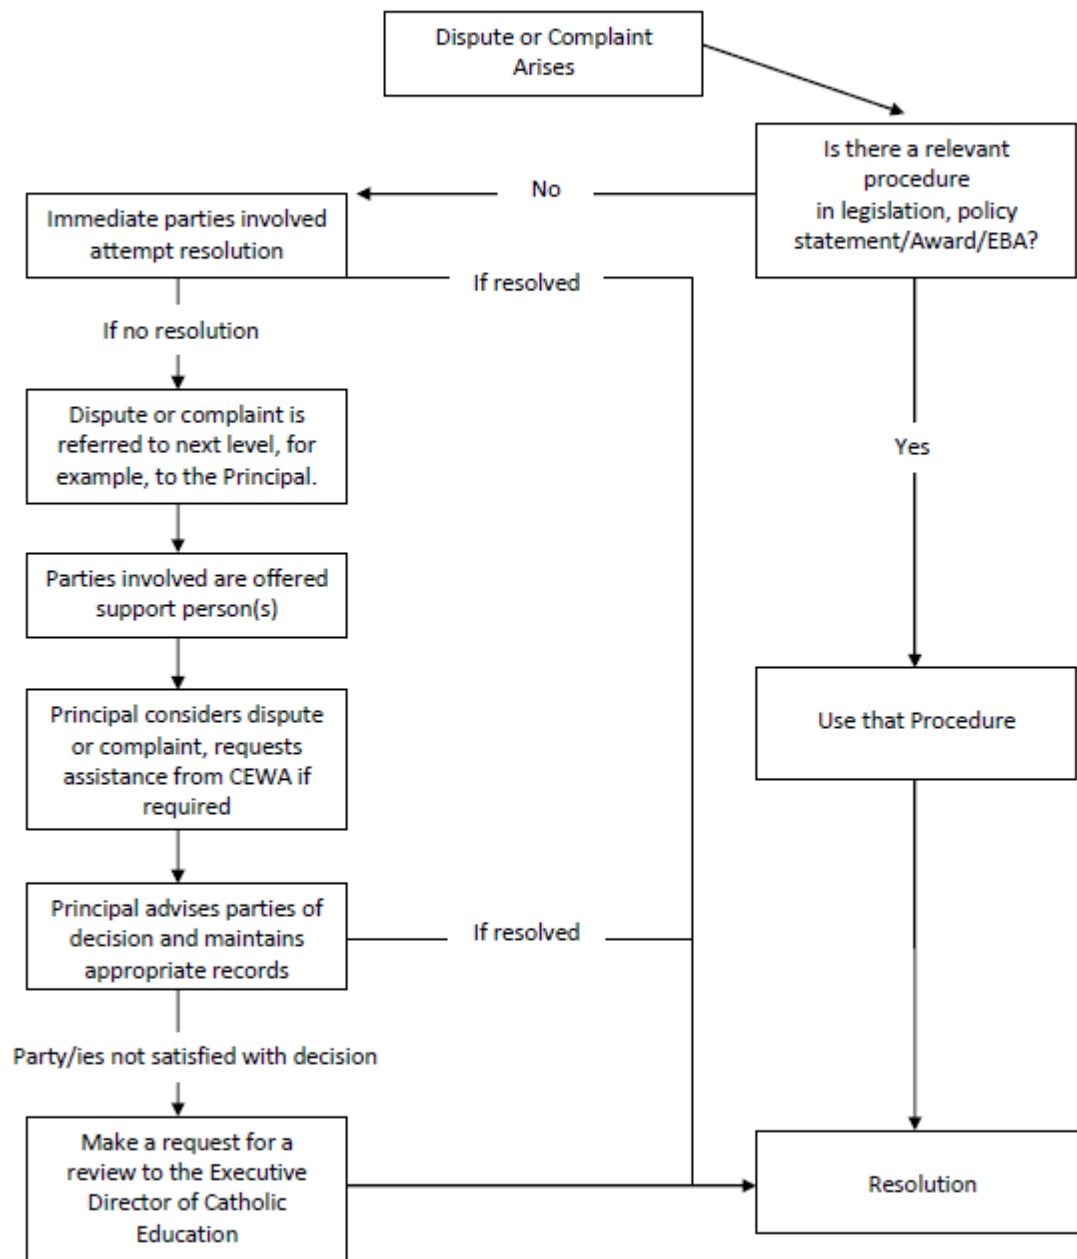 Dispute or Complaint
Arises
Is there a relevant
procedure
in legislation, policy
statement/Award/EBA?
No
Immediate parties involved
attempt resolution
If resolved
If no resolution
Dispute or complaint is
referred to next level, for
example, to the Principal.
Yes
Parties involved are offered
support person(s)
Principal considers dispute
or complaint, requests
assistance from CEWA if
required
Use that Procedure
Principal advises parties of
decision and maintains
appropriate records
If resolved
Party/ies not satisfied with decision
Make a request for a
review to the Executive
Director of Catholic
Education
Resolution